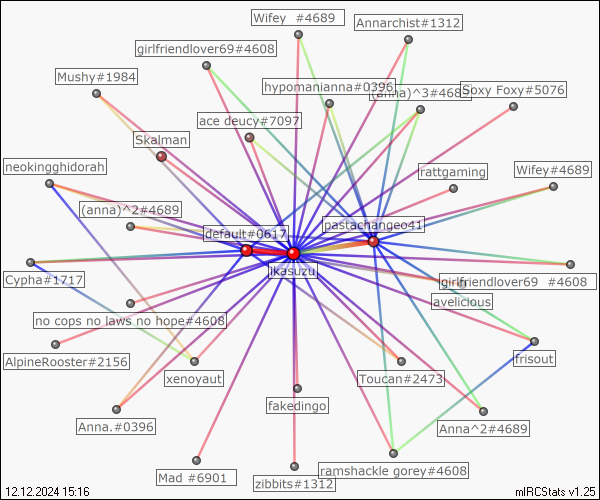 Wifey #4689
Annarchist#1312
girlfriendlover69#4608
Mushy#1984
hypomanianna#0396
(anna)^3#4689
Soxy Foxy#5076
ace deucy#7097
Skalman
neokingghidorah
rattgaming
Wifey#4689
(anna)^2#4689
pastachangeo41
default#0617
ikasuzu
Cypha#1717
girlfriendlover69 #4608
avelicious
no cops no laws no hope#4608
AlpineRooster#2156
frisout
xenoyaut
Toucan#2473
fakedingo
Anna.#0396
Anna^2#4689
Mad #6901
zibbits#1312
ramshackle gorey#4608
12.12.2024 15:16
mIRCStats v1.25